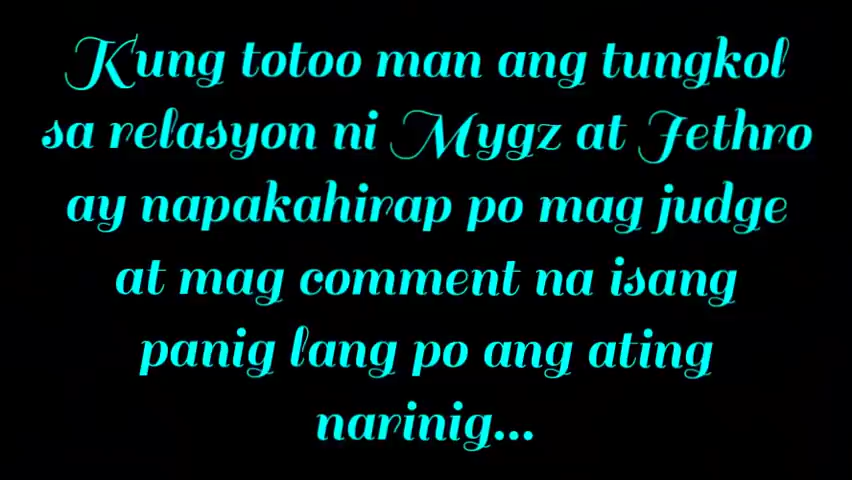 Kung totoo man ang tungkol
sa relasyon ni Mygz at Jethro
ay napakahirap po mag judge
at mag comment na isang
panig lang po ang ating
narinig...